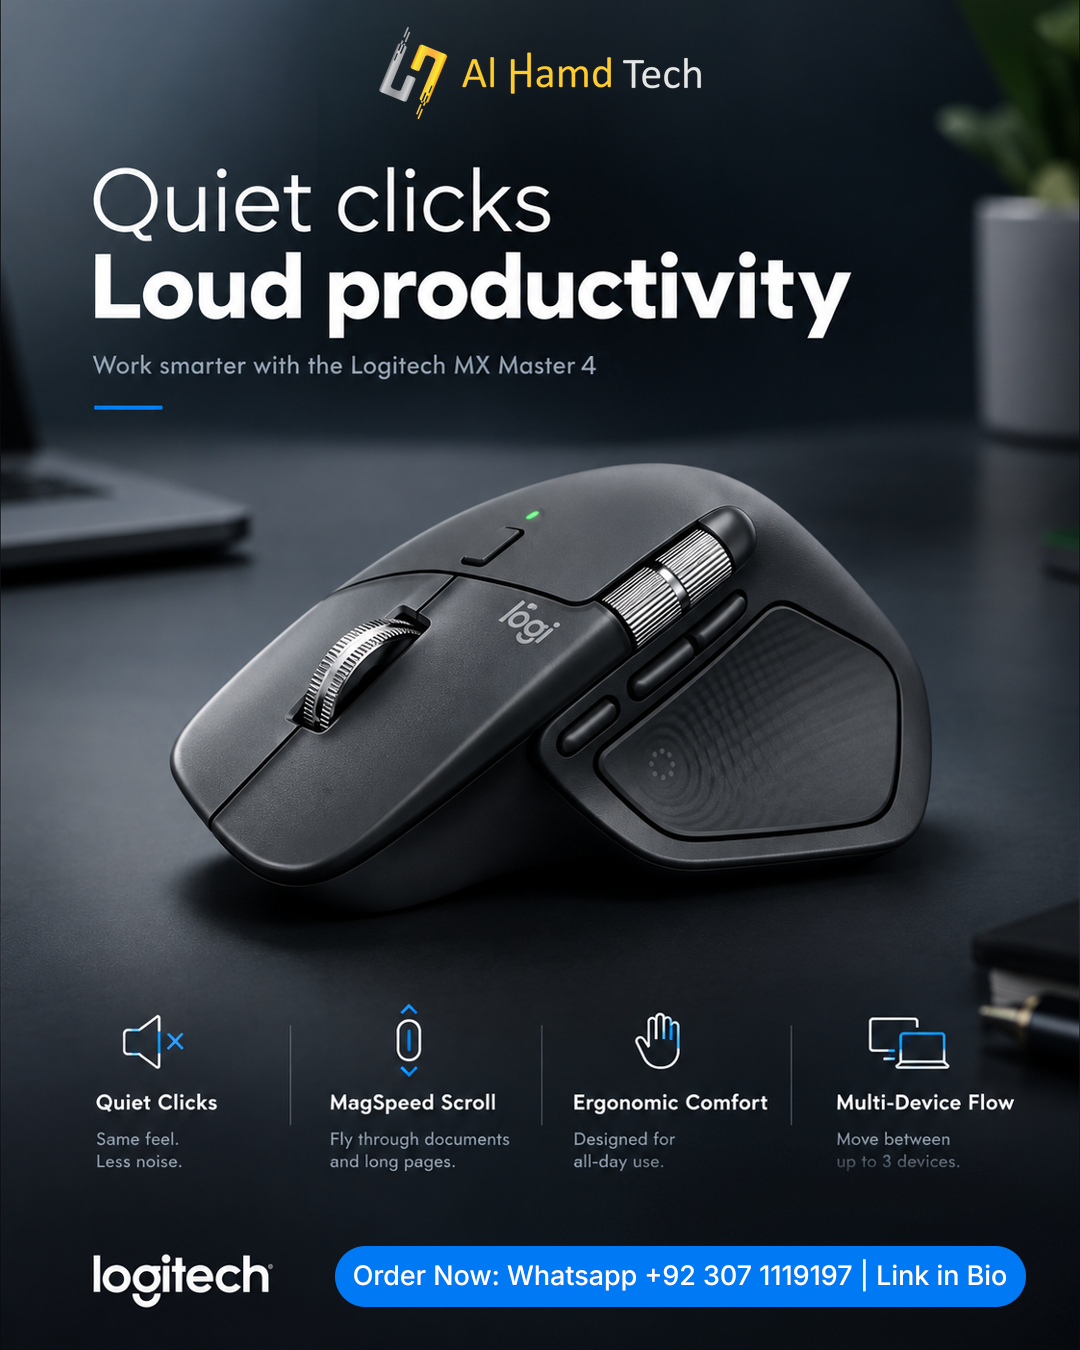 Al Hamd Tech
Quiet clicks
Loud productivity
Work smarter with the Logitech MX Master 4
logi
Quiet Clicks
Same feel.
Less noise.
MagSpeed Scroll
Fly through documents
and long pages.
Ergonomic Comfort
Designed for
all-day use.
Multi-Device Flow
Move between
up to 3 devices.
logitech
Order Now: Whatsapp +92 307 1119197 | Link in Bio